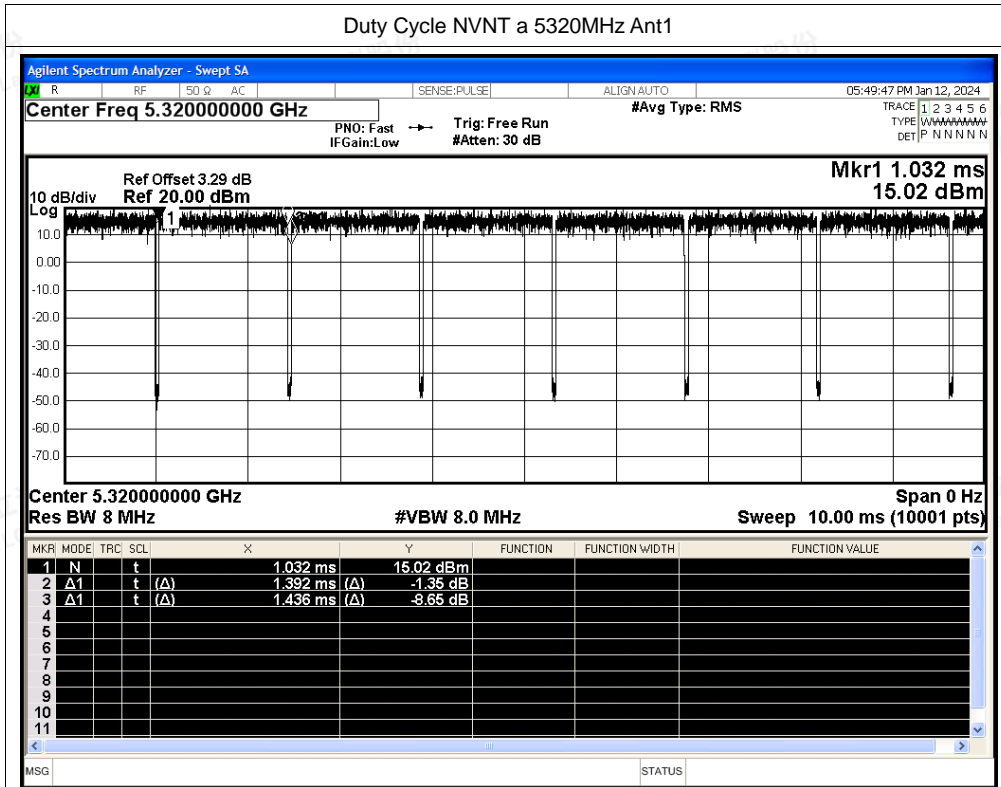 Duty Cycle NVNT a 5320MHz Ant1
Agilent Spectrum Analyzer - Swept SA
LXI R RF 50 Ω AC SENSE:PULSE ALIGN AUTO 05:49:47 PM Jan 12, 2024
Center Freq 5.320000000 GHz #Avg Type: RMS TRACE 1 2 3 4 5 6
PNO: Fast Trig: Free Run TYPE WWWWWW
IFGain:Low #Atten: 30 dB DET P N N N N N
Mkr1 1.032 ms
Ref Offset 3.29 dB
10 dB/div Ref 20.00 dBm 15.02 dBm
Log
1
10.0
0.00
-10.0
-20.0
-30.0
-40.0
-50.0
-60.0
-70.0
Center 5.320000000 GHz Span 0 Hz
Res BW 8 MHz #VBW 8.0 MHz Sweep 10.00 ms (10001 pts)
MKR MODE TRC SCL X Y FUNCTION FUNCTION WIDTH FUNCTION VALUE
1 N t 1.032 ms 15.02 dBm
2 Δ1 t (Δ) 1.392 ms (Δ) -1.35 dB
3 Δ1 t (Δ) 1.436 ms (Δ) -8.65 dB
4
5
6
7
8
9
10
11
MSG STATUS